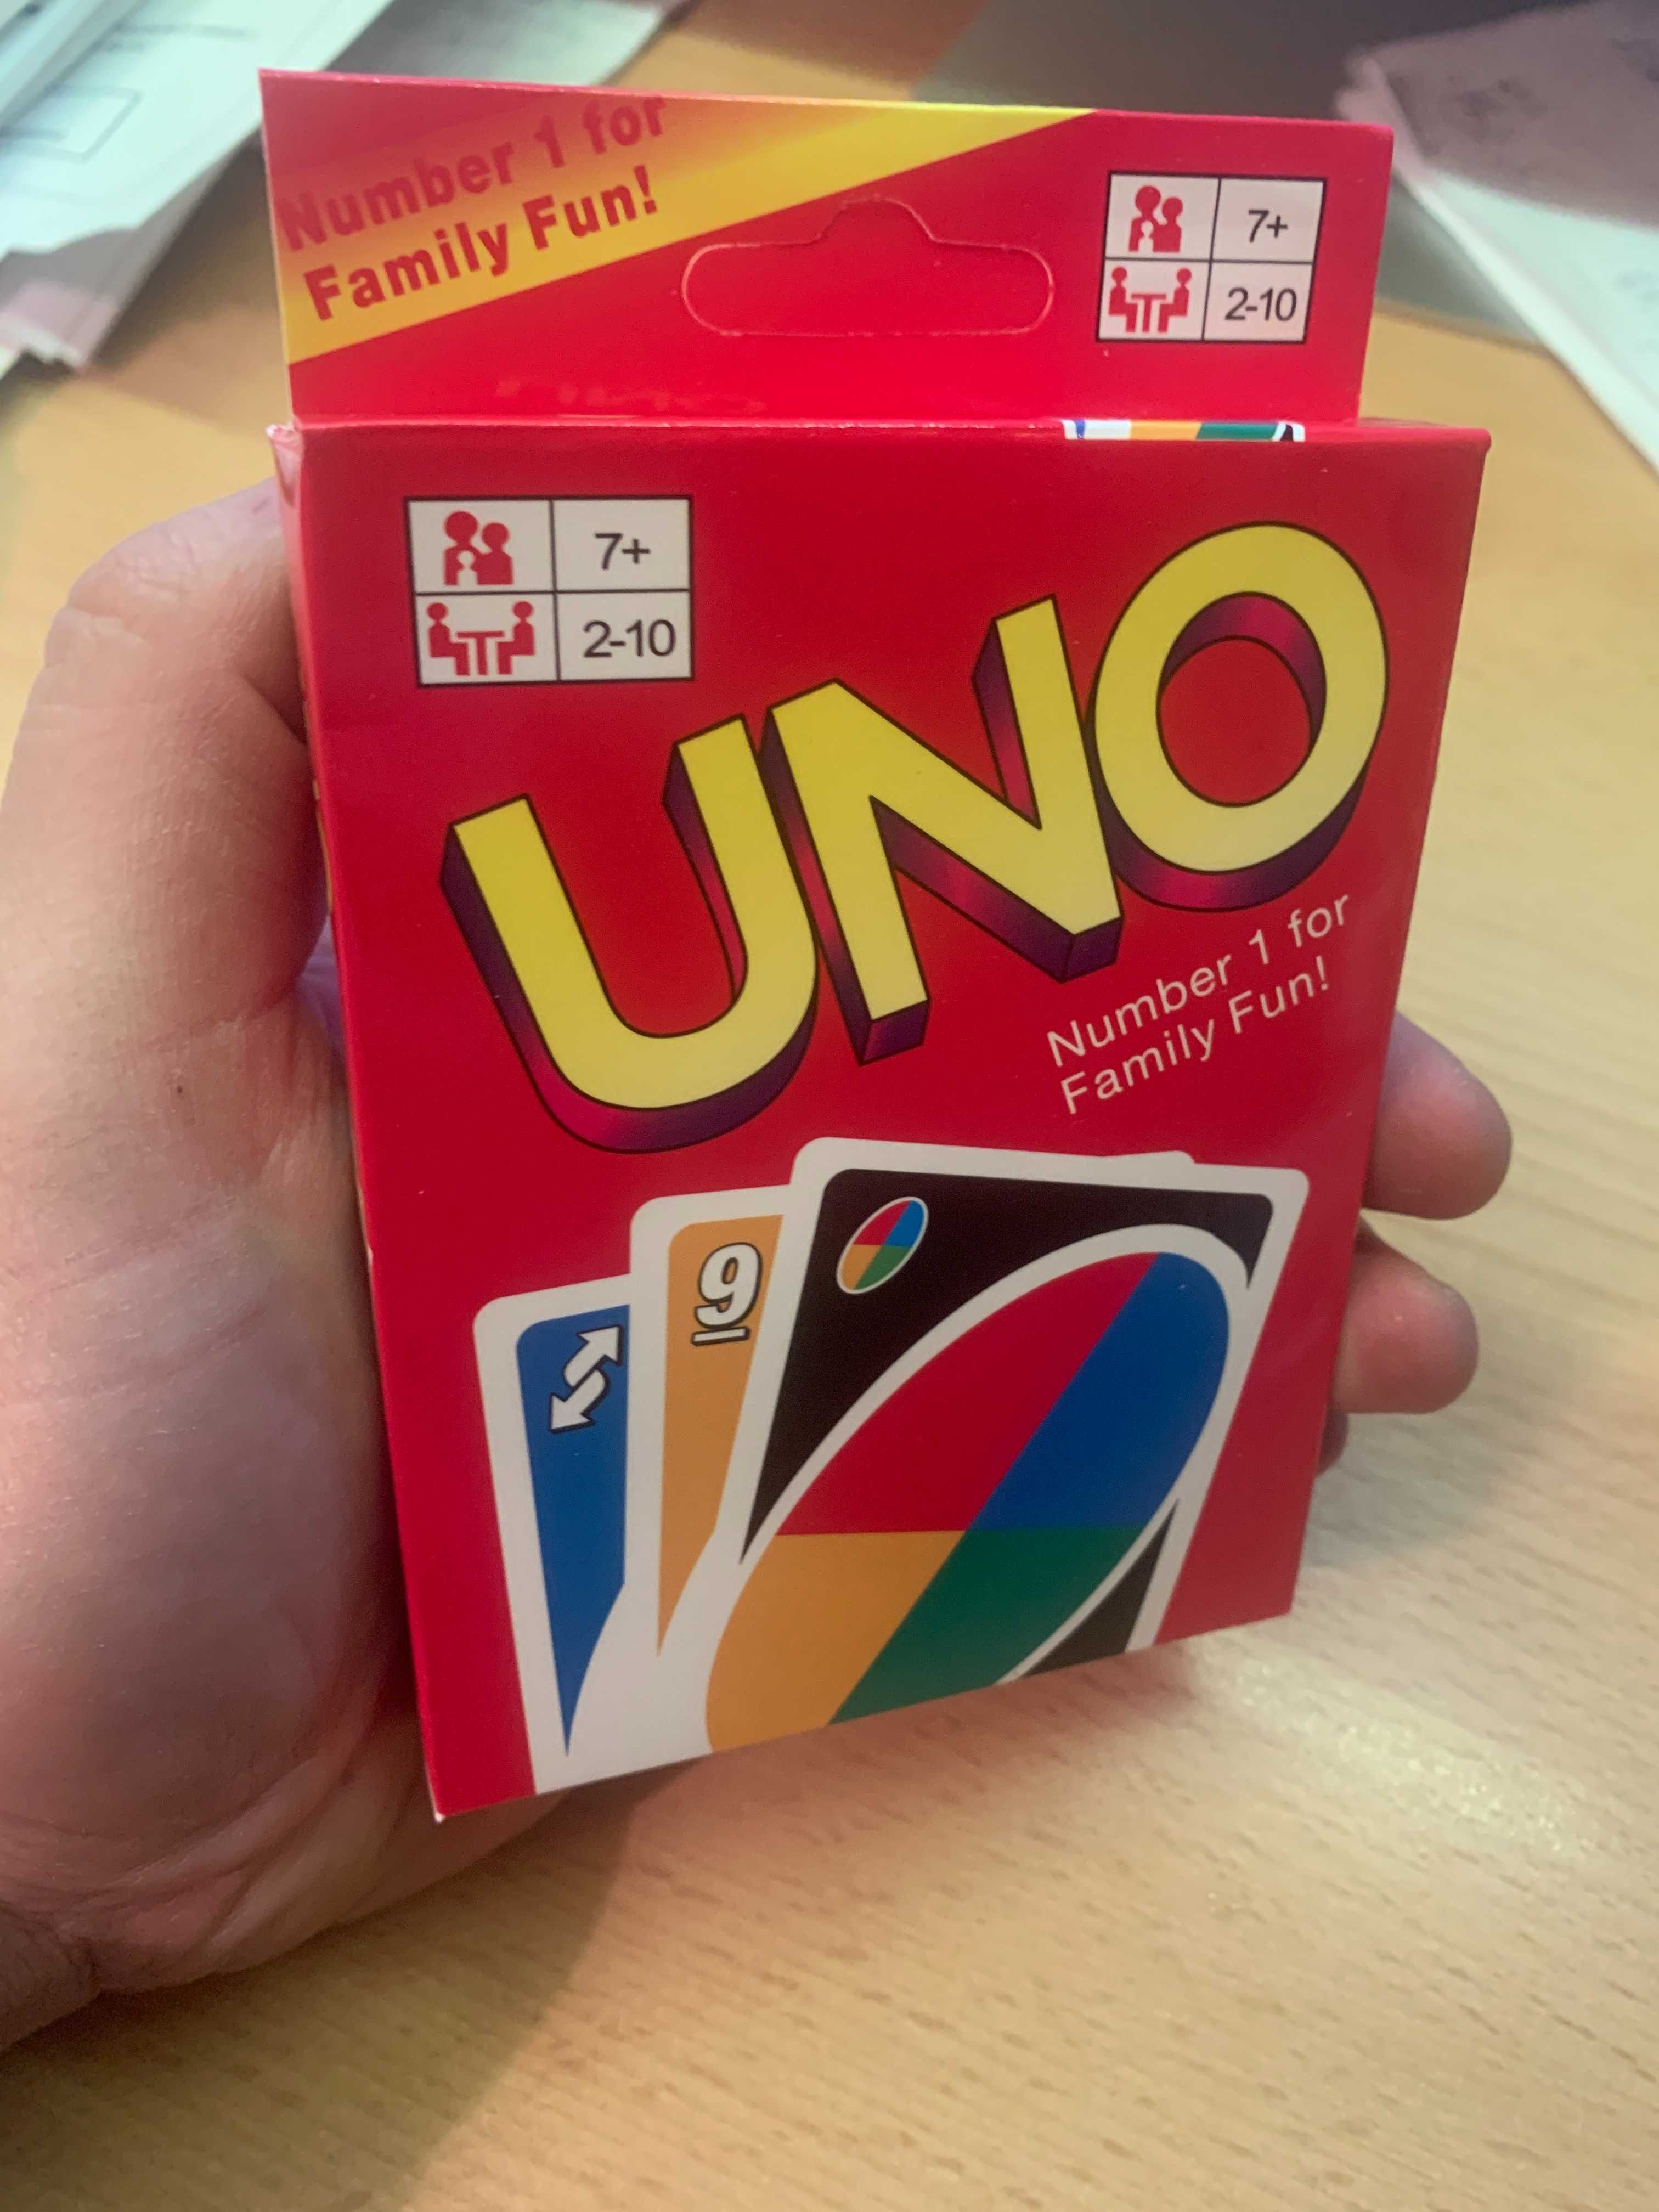 Number 1 for
Family Fun!
7+
2-10
7+
2-10
UNO
Number 1 for
Family Fun!
9